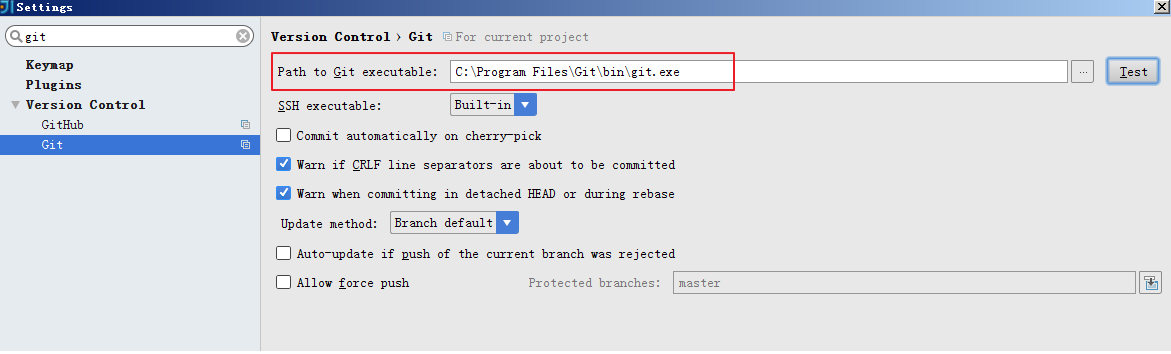 Settings
git
Keymap
Plugins
Version Control
GitHub
Git
Version Control › Git For current project
Path to Git executable: C:\Program Files\Git\bin\git.exe ... Test
SSH executable: Built-in
Commit automatically on cherry-pick
Warn if CRLF line separators are about to be committed
Warn when committing in detached HEAD or during rebase
Update method: Branch default
Auto-update if push of the current branch was rejected
Allow force push Protected branches: master